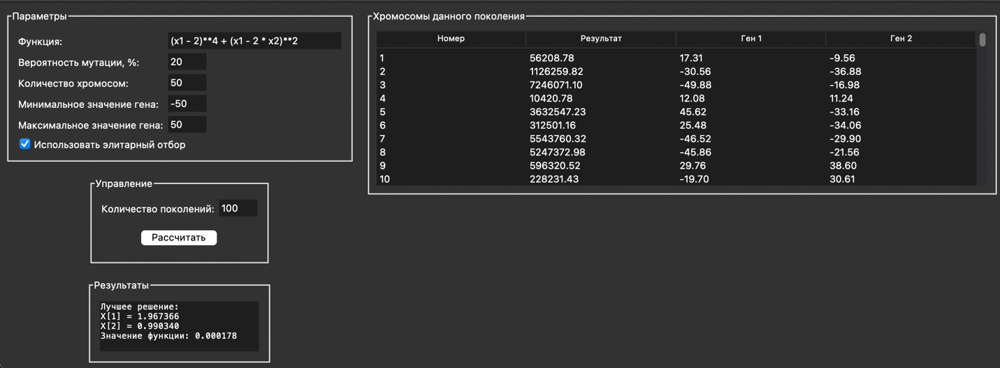 Параметры
Функция: (x1 - 2)**4 + (x1 - 2 * x2)**2
Вероятность мутации, %: 20
Количество хромосом: 50
Минимальное значение гена: -50
Максимальное значение гена: 50
Использовать элитарный отбор
Управление
Количество поколений: 100
Рассчитать
Результаты
Лучшее решение:
X[1] = 1.967366
X[2] = 0.990340
Значение функции: 0.000178
Хромосомы данного поколения
Номер Результат Ген 1 Ген 2
1 56208.78 17.31 -9.56
2 1126259.82 -30.56 -36.88
3 7246071.10 -49.88 -16.98
4 10420.78 12.08 11.24
5 3632547.23 45.62 -33.16
6 312501.16 25.48 -34.06
7 5543760.32 -46.52 -29.90
8 5247372.98 -45.86 -21.56
9 596320.52 29.76 38.60
10 228231.43 -19.70 30.61